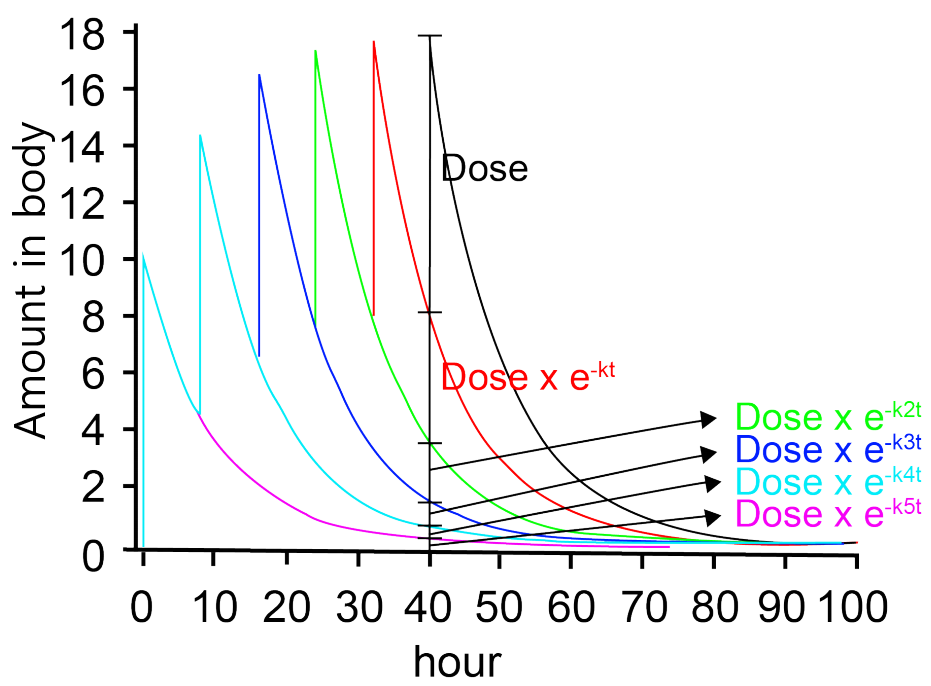 18
16
14
12
10
8
6
4
2
0
Amount in body
Dose
Dose x e-kt
Dose x e-k2t
Dose x e-k3t
Dose x e-k4t
Dose x e-k5t
0 10 20 30 40 50 60 70 80 90 100
hour